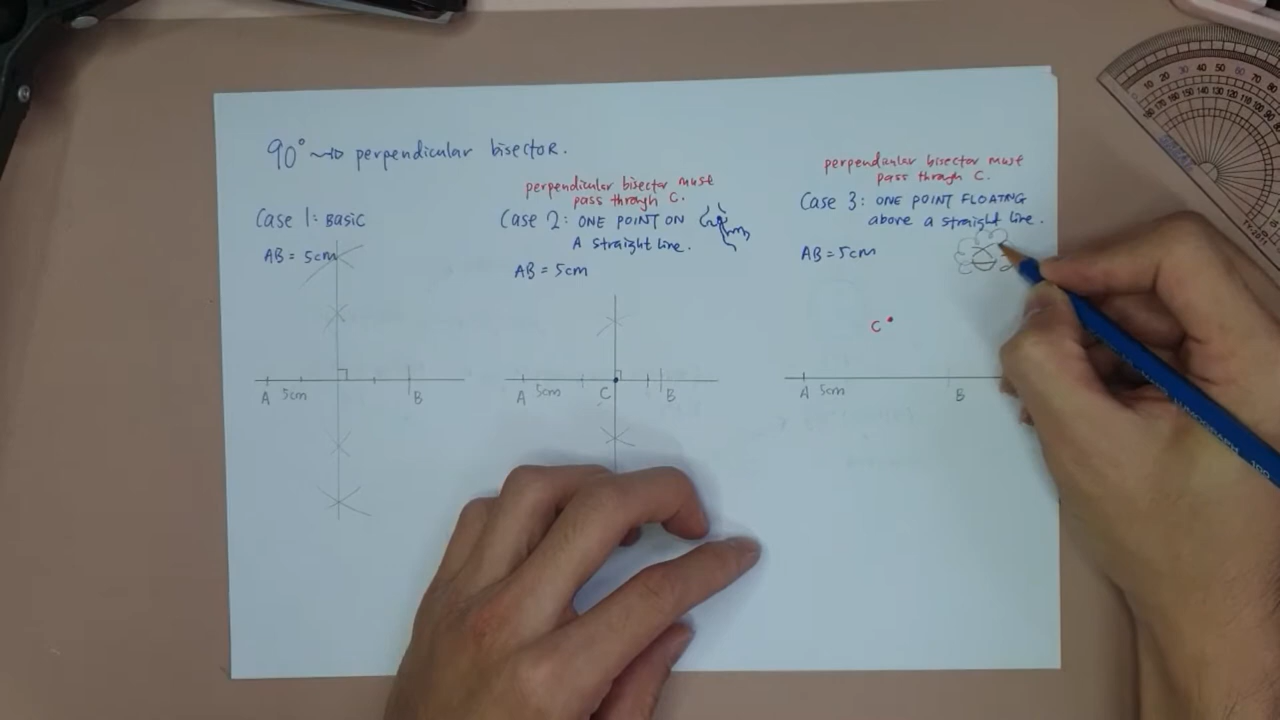 90° ⟿ perpendicular bisector.
Case 1: BASIC
AB = 5cm
A 5cm B
perpendicular bisector must
pass through C.
Case 2: ONE POINT ON
A straight line.
AB = 5cm
A 5cm C B
perpendicular bisector must
pass through C.
Case 3: ONE POINT FLOATING
above a straight line.
AB = 5cm
C
A 5cm B